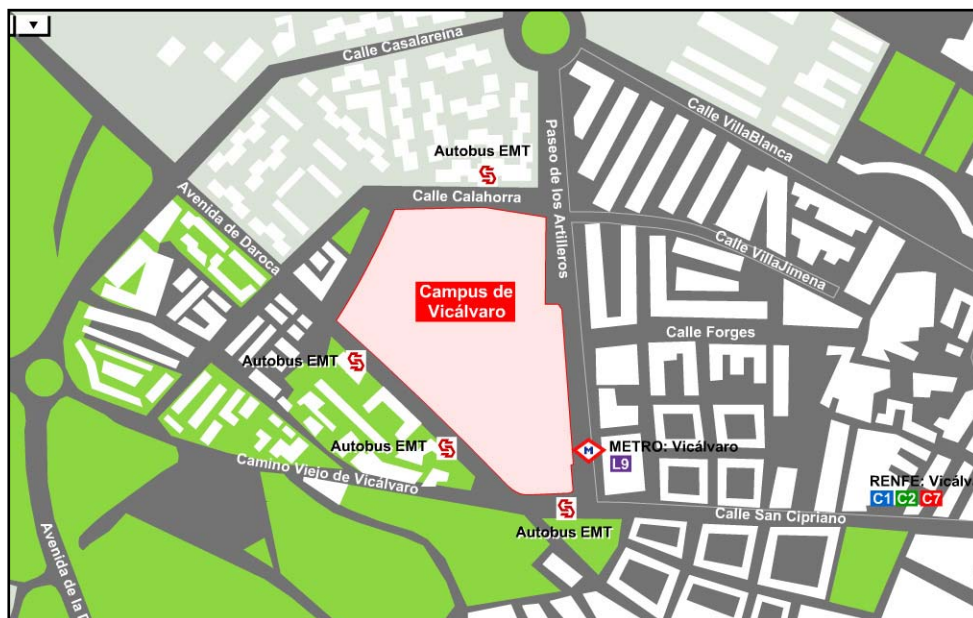 Calle Casalareina
Calle VillaBlanca
Paseo de los Artilleros
Autobus EMT
Calle Calahorra
Avenida de Daroca
Calle VillaJimena
Campus de
Vicálvaro
Calle Forges
Autobus EMT
Autobus EMT
M
METRO: Vicálvaro
L9
Camino Viejo de Vicálvaro
RENFE: Vicálv
C1 C2 C7
Calle San Cipriano
Autobus EMT
Avenida de la